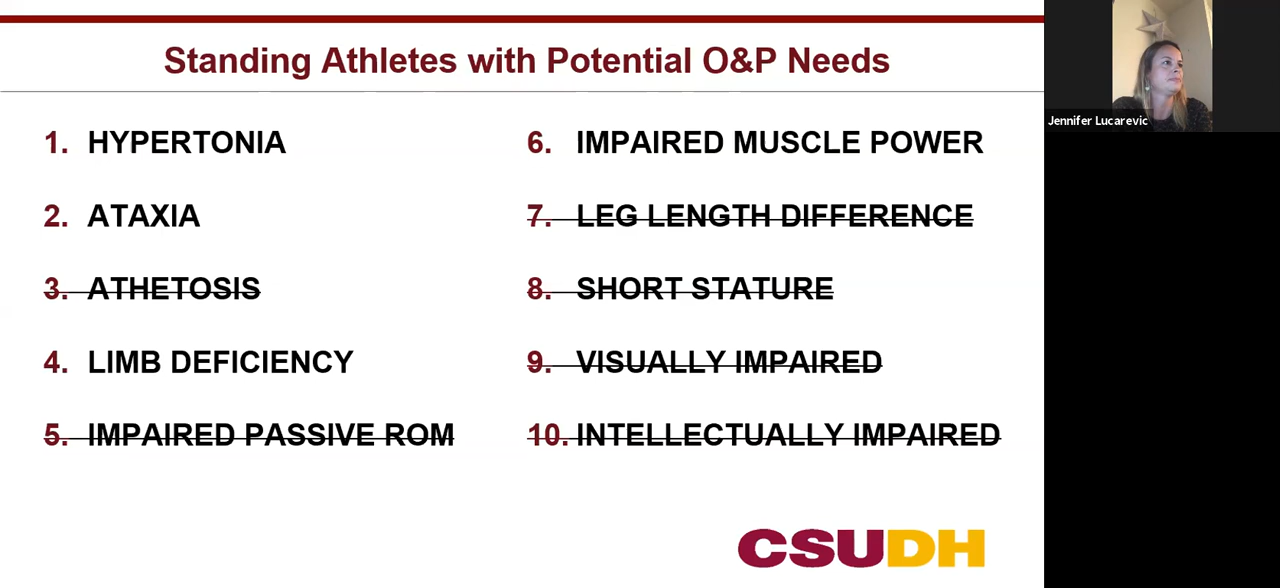 Standing Athletes with Potential O&P Needs
1. HYPERTONIA
2. ATAXIA
3. ATHETOSIS
4. LIMB DEFICIENCY
5. IMPAIRED PASSIVE ROM
6. IMPAIRED MUSCLE POWER
7. LEG LENGTH DIFFERENCE
8. SHORT STATURE
9. VISUALLY IMPAIRED
10. INTELLECTUALLY IMPAIRED
CSUDH
Jennifer Lucarevic